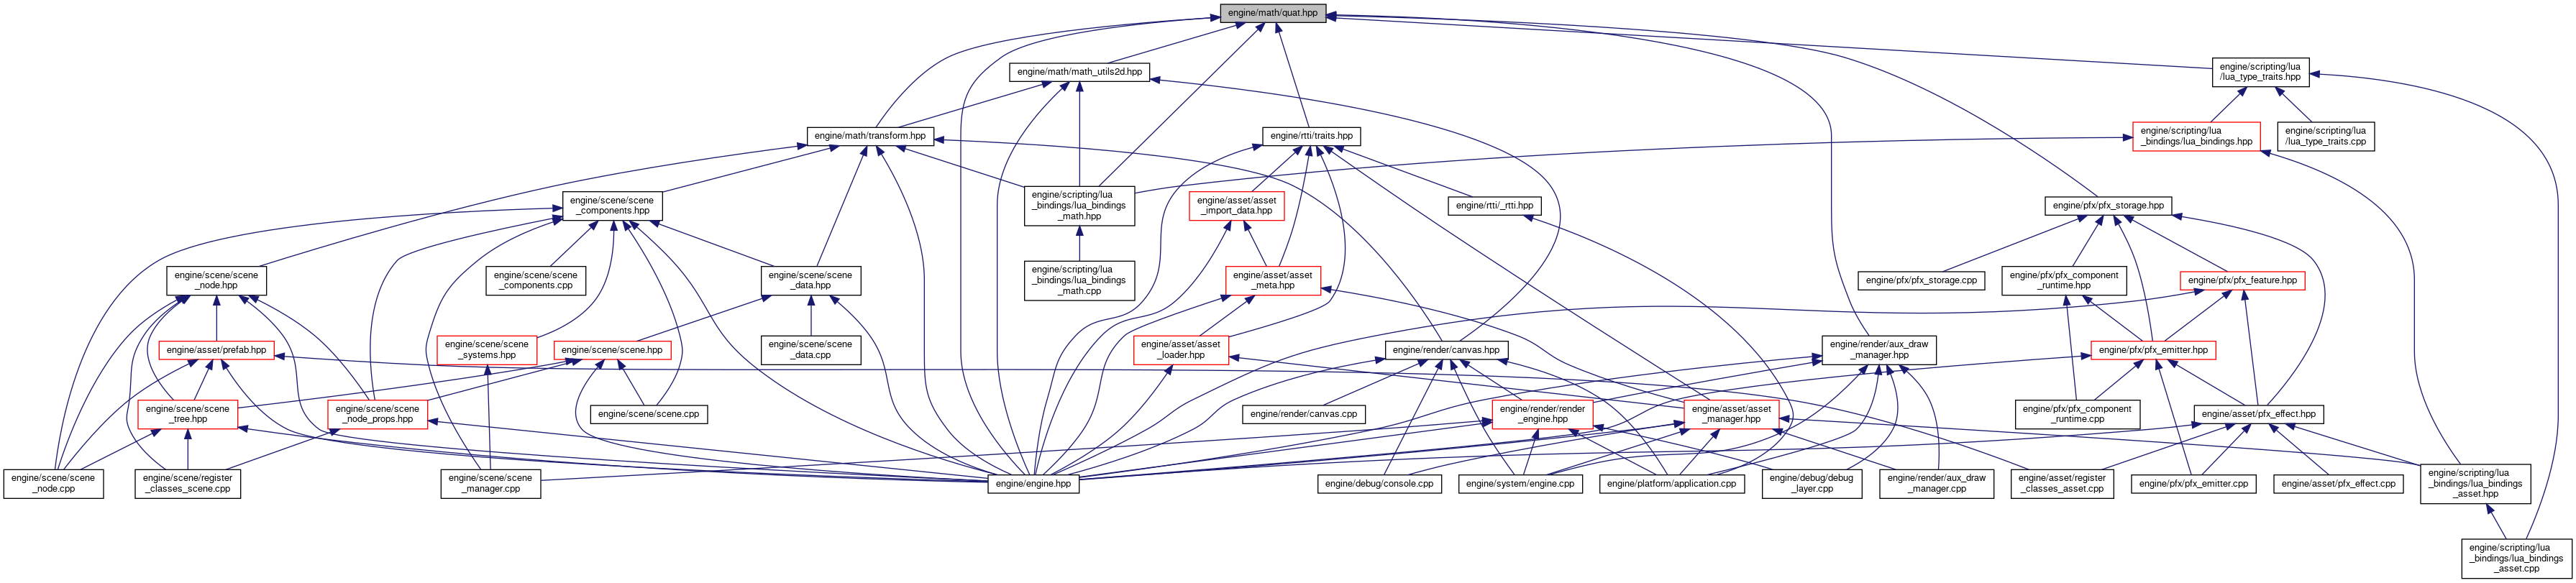 engine/math/quat.hpp
engine/math/math_utils2d.hpp
engine/scripting/lua
/lua_type_traits.hpp
engine/math/transform.hpp
engine/rtti/traits.hpp
engine/scripting/lua
_bindings/lua_bindings.hpp
engine/scripting/lua
/lua_type_traits.cpp
engine/scene/scene
_components.hpp
engine/scripting/lua
_bindings/lua_bindings
_math.hpp
engine/asset/asset
_import_data.hpp
engine/rtti/_rtti.hpp
engine/pfx/pfx_storage.hpp
engine/scene/scene
_node.hpp
engine/scene/scene
_components.cpp
engine/scene/scene
_data.hpp
engine/scripting/lua
_bindings/lua_bindings
_math.cpp
engine/asset/asset
_meta.hpp
engine/pfx/pfx_storage.cpp
engine/pfx/pfx_component
_runtime.hpp
engine/pfx/pfx_feature.hpp
engine/asset/prefab.hpp
engine/scene/scene
_systems.hpp
engine/scene/scene.hpp
engine/scene/scene
_data.cpp
engine/asset/asset
_loader.hpp
engine/render/canvas.hpp
engine/render/aux_draw
_manager.hpp
engine/pfx/pfx_emitter.hpp
engine/scene/scene
_tree.hpp
engine/scene/scene
_node_props.hpp
engine/scene/scene.cpp
engine/render/canvas.cpp
engine/render/render
_engine.hpp
engine/asset/asset
_manager.hpp
engine/pfx/pfx_component
_runtime.cpp
engine/asset/pfx_effect.hpp
engine/scene/scene
_node.cpp
engine/scene/register
_classes_scene.cpp
engine/scene/scene
_manager.cpp
engine/engine.hpp
engine/debug/console.cpp
engine/system/engine.cpp
engine/platform/application.cpp
engine/debug/debug
_layer.cpp
engine/render/aux_draw
_manager.cpp
engine/asset/register
_classes_asset.cpp
engine/pfx/pfx_emitter.cpp
engine/asset/pfx_effect.cpp
engine/scripting/lua
_bindings/lua_bindings
_asset.hpp
engine/scripting/lua
_bindings/lua_bindings
_asset.cpp